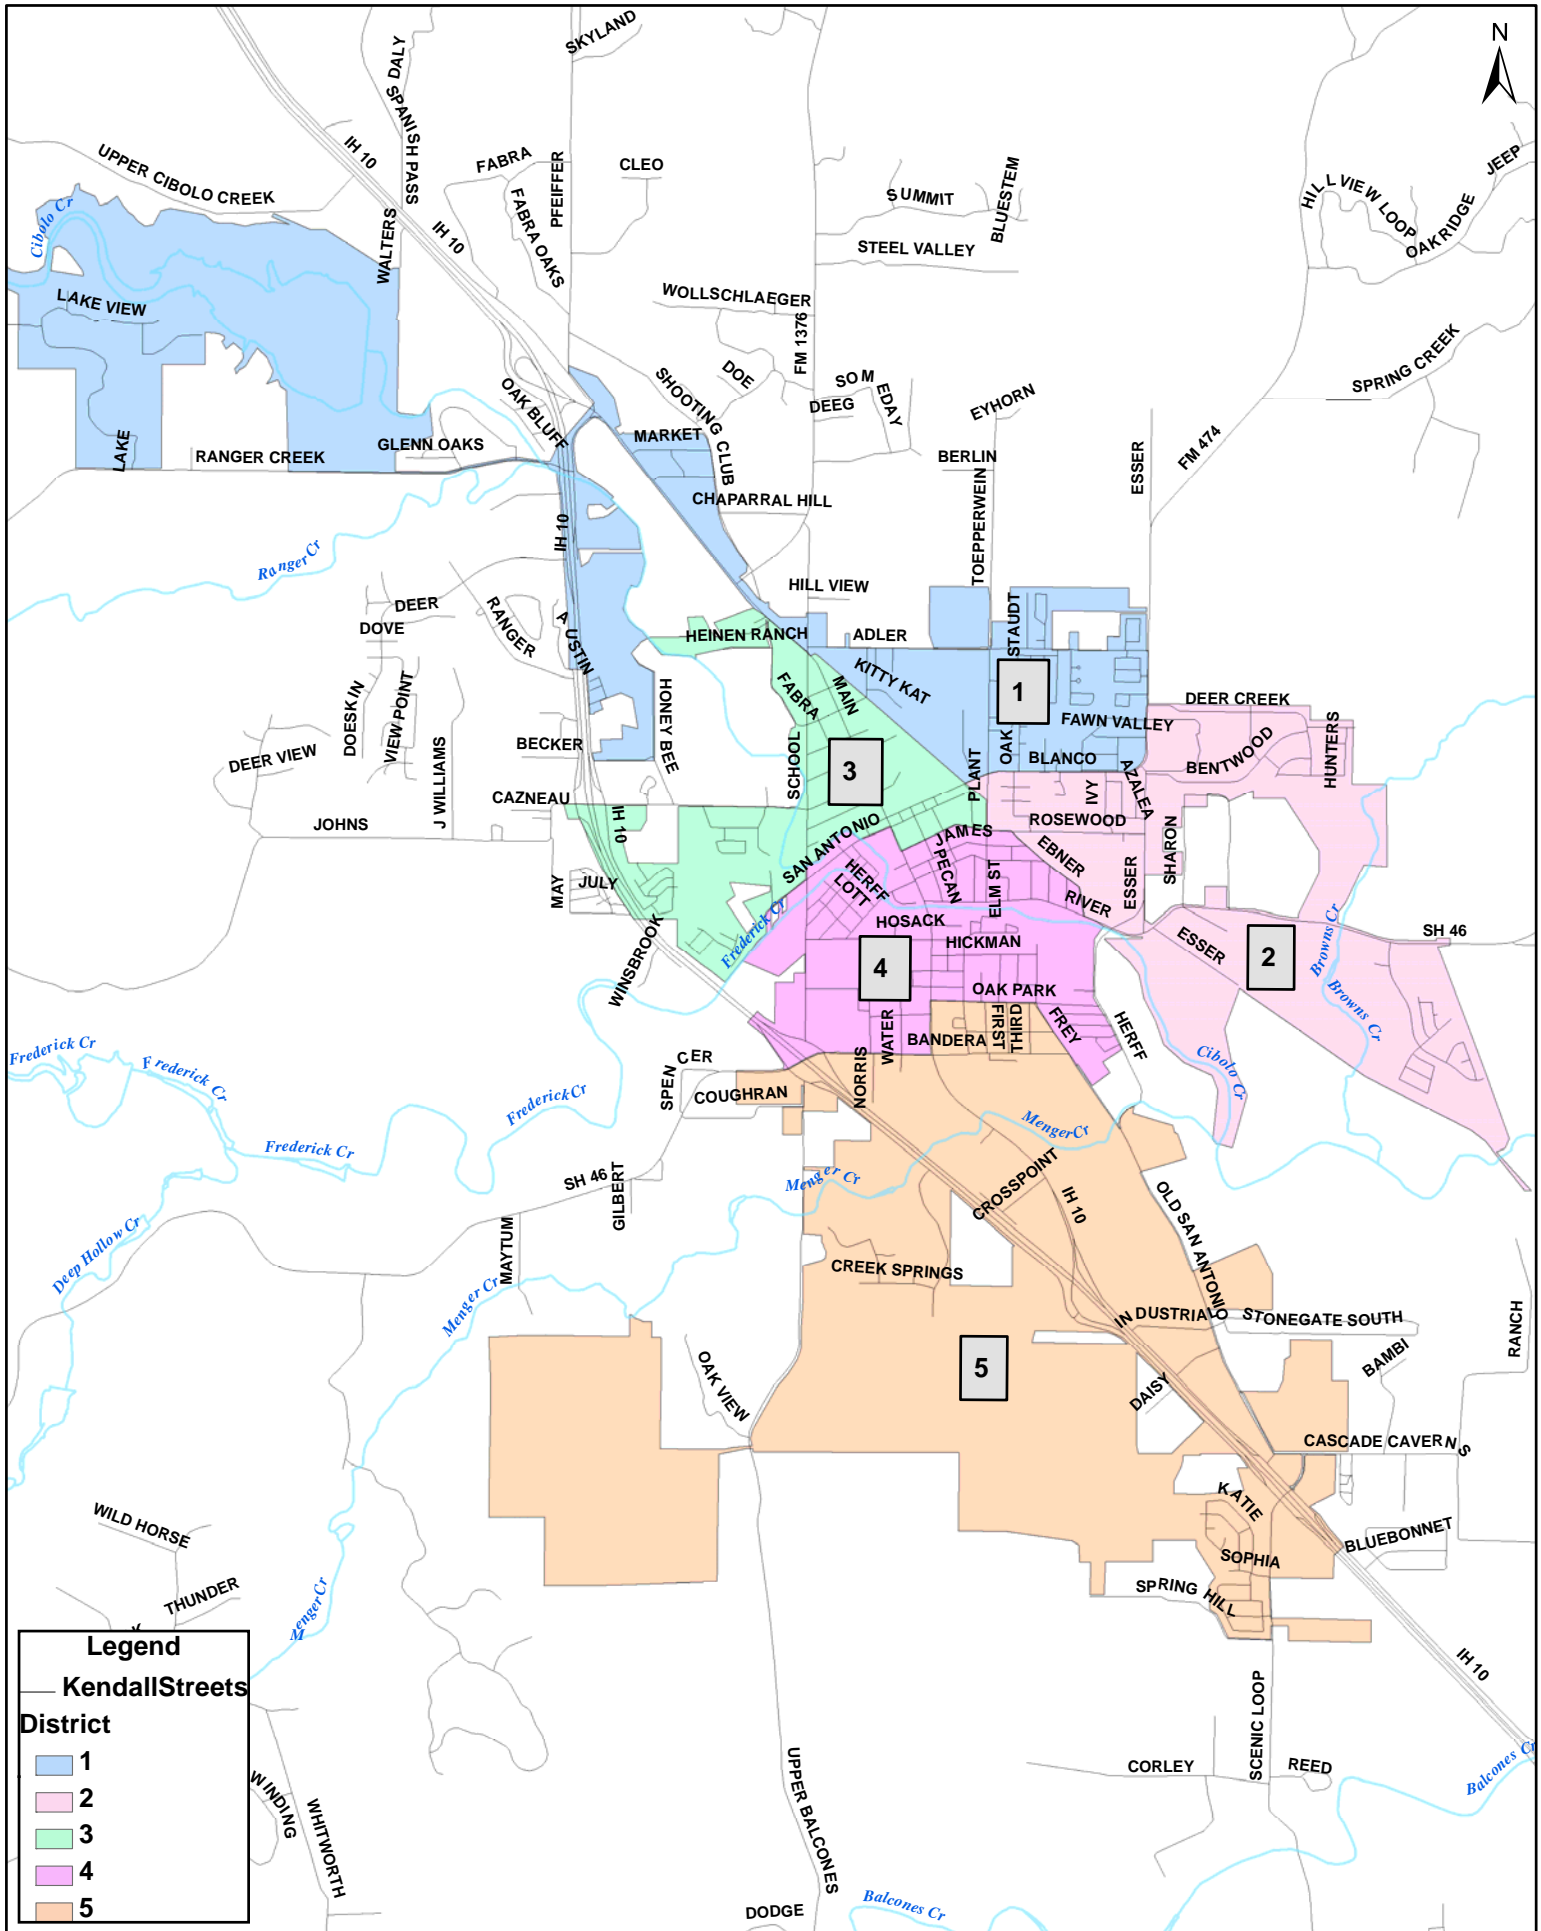 N
SKYLAND
DALY
SPANISH PASS
IH 10
UPPER CIBOLO CREEK
FABRA
PFEIFFER
CLEO
FABRA OAKS
SUMMIT
BLUESTEM
STEEL VALLEY
HILL VIEW LOOP
OAKRIDGE
JEEP
Cibolo Cr
WALTERS
IH 10
LAKE VIEW
WOLLSCHLAEGER
FM 1376
SPRING CREEK
SHOOTING CLUB
DOE
SOMEDAY
DEEG
EYHORN
OAK BLUFF
MARKET
LAKE
RANGER CREEK
GLENN OAKS
BERLIN
ESSER
FM 474
CHAPARRAL HILL
TOEPPERWEIN
IH 10
Ranger Cr
HILL VIEW
DEER
DOVE
RANGER
AUSTIN
HEINEN RANCH
ADLER
STAUDT
KITTY KAT
1
DOESKIN
VIEW POINT
HONEY BEE
FABRA
MAIN
DEER CREEK
FAWN VALLEY
HUNTERS
BENTWOOD
DEER VIEW
J WILLIAMS
BECKER
SCHOOL
3
PLANT
OAK
BLANCO
AZALEA
IVY
CAZNEAU
JOHNS
IH 10
SAN ANTONIO
JAMES
ROSEWOOD
EBNER
SHARON
MAY
JULY
HERFF
LOTT
PECAN
ELM ST
RIVER
ESSER
WINSBROOK
Frederick Cr
HOSACK
HICKMAN
ESSER
2
SH 46
Browns Cr
4
OAK PARK
Browns Cr
WATER
BANDERA
FIRST
THIRD
FREY
HERFF
Frederick Cr
Frederick Cr
SPENCER
NORRIS
Cibolo Cr
COUGHRAN
Frederick Cr
Menger Cr
Frederick Cr
SH 46
GILBERT
Menger Cr
CROSSPOINT
IH 10
OLD SAN ANTONIO
Deep Hollow Cr
MAYTUM
Menger Cr
CREEK SPRINGS
INDUSTRIAL
STONEGATE SOUTH
RANCH
BAMBI
OAK VIEW
5
DAISY
CASCADE CAVERNS
WILD HORSE
KATIE
BLUEBONNET
SOPHIA
THUNDER
SPRING HILL
Menger Cr
Legend
KendallStreets
District
1
2
3
4
5
IH 10
SCENIC LOOP
CORLEY
REED
Balcones Cr
WINDING
WHITWORTH
UPPER BALCONES
DODGE
Balcones Cr